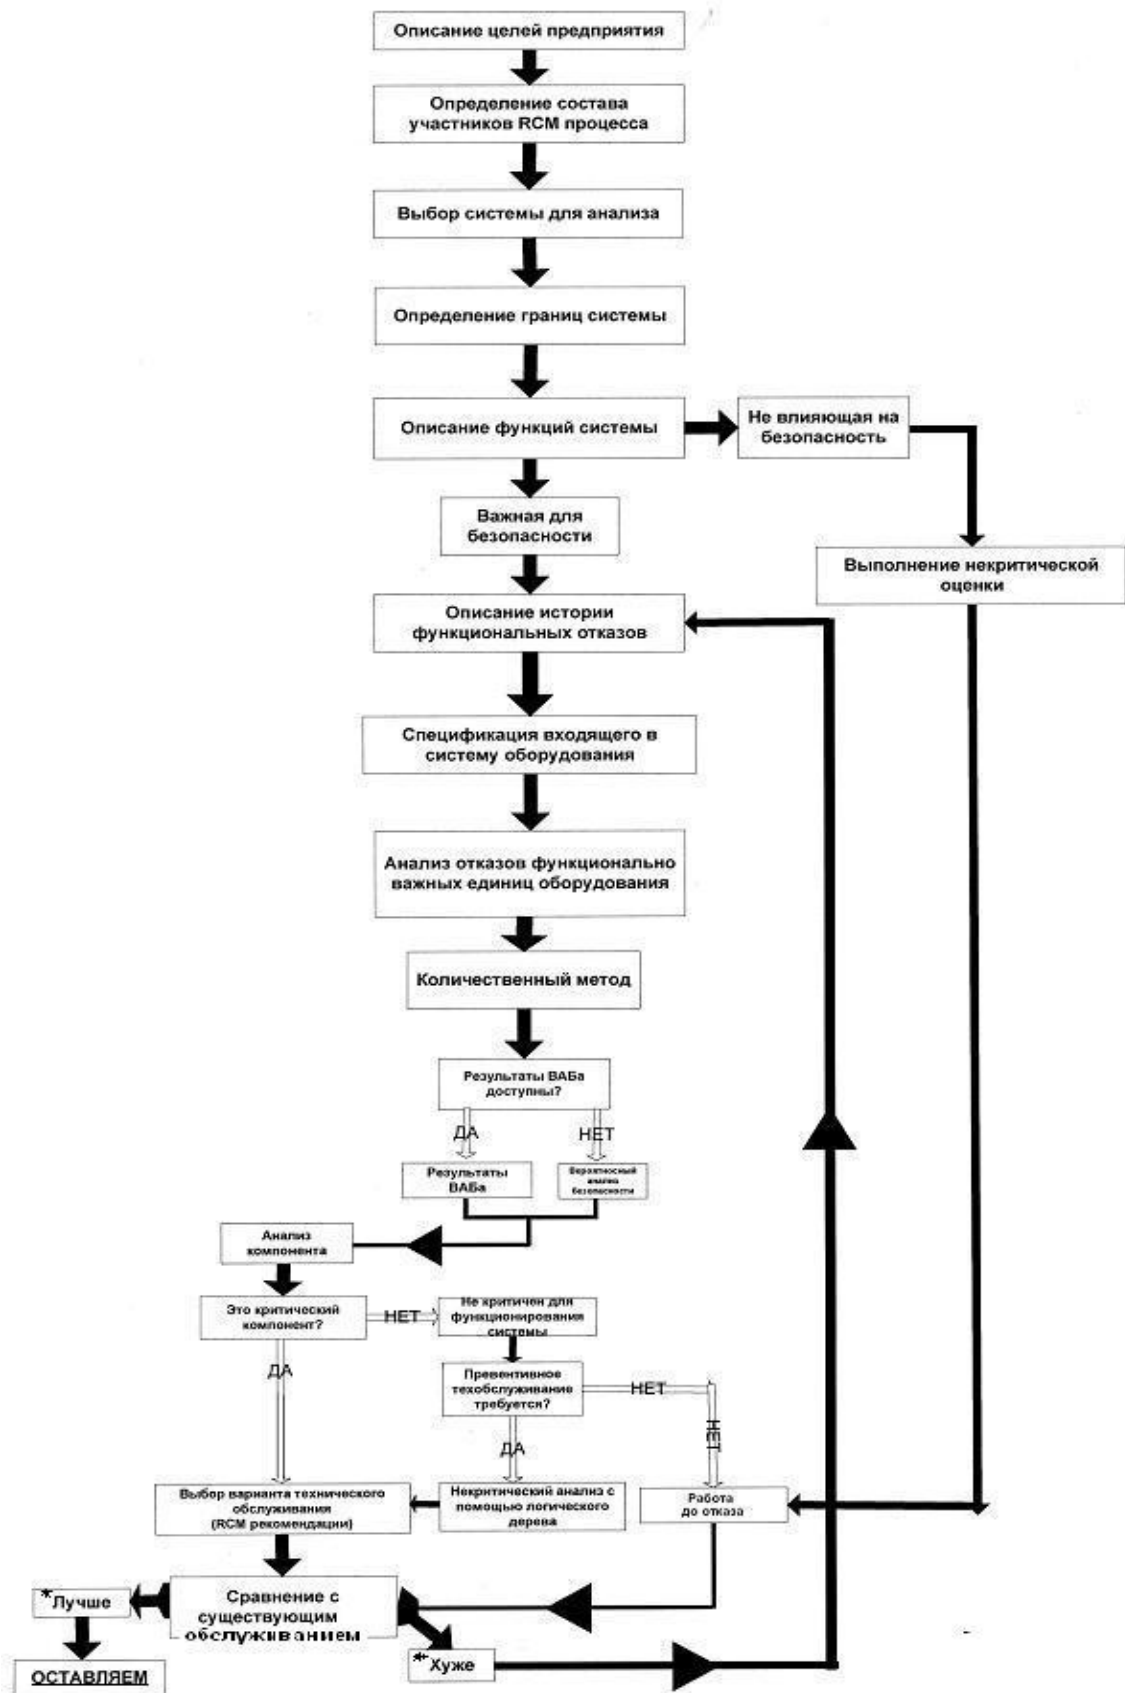 Описание целей предприятия
Определение состава
участников RCM процесса
Выбор системы для анализа
Определение границ системы
Описание функций системы
Не влияющая на
безопасность
Важная для
безопасности
Выполнение некритической
оценки
Описание истории
функциональных отказов
Спецификация входящего в
систему оборудования
Анализ отказов функционально
важных единиц оборудования
Количественный метод
Результаты ВАБа
доступны?
ДА
НЕТ
Результаты
ВАБа
Вероятносный
анализ
безопасности
Анализ
компонента
Это критический
компонент?
НЕТ
Не критичен для
функционирования
системы
ДА
Превентивное
техобслуживание
требуется?
НЕТ
НЕТ
ДА
Выбор варианта технического
обслуживания
(RCM рекомендации)
Некритический анализ с
помощью логического
дерева
Работа
до отказа
*Лучше
Сравнение с
существующим
обслуживанием
*Хуже
ОСТАВЛЯЕМ